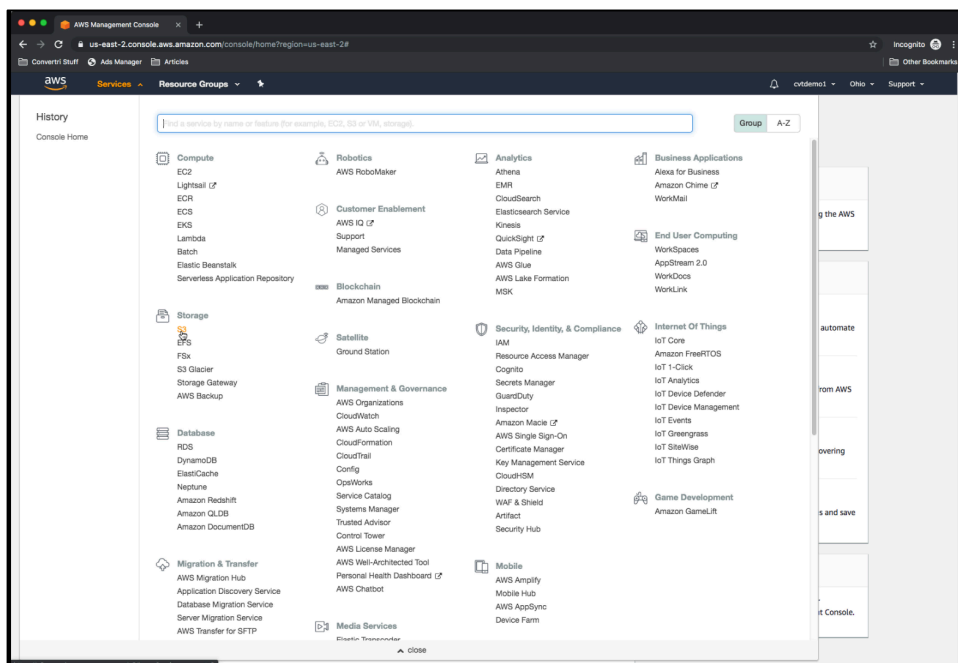 AWS Management Console
us-east-2.console.aws.amazon.com/console/home?region=us-east-2#
Incognito
Convertri Stuff
Ads Manager
Articles
Other Bookmarks
aws
Services
Resource Groups
cvtdemo1
Ohio
Support
History
Console Home
Find a service by name or feature (for example, EC2, S3 or VM, storage).
Group
A-Z
Compute
EC2
Lightsail
ECR
ECS
EKS
Lambda
Batch
Elastic Beanstalk
Serverless Application Repository
Storage
S3
EFS
FSx
S3 Glacier
Storage Gateway
AWS Backup
Database
RDS
DynamoDB
ElastiCache
Neptune
Amazon Redshift
Amazon QLDB
Amazon DocumentDB
Migration & Transfer
AWS Migration Hub
Application Discovery Service
Database Migration Service
Server Migration Service
AWS Transfer for SFTP
Robotics
AWS RoboMaker
Customer Enablement
AWS IQ
Support
Managed Services
Blockchain
Amazon Managed Blockchain
Satellite
Ground Station
Management & Governance
AWS Organizations
CloudWatch
AWS Auto Scaling
CloudFormation
CloudTrail
Config
OpsWorks
Service Catalog
Systems Manager
Trusted Advisor
Control Tower
AWS License Manager
AWS Well-Architected Tool
Personal Health Dashboard
AWS Chatbot
Media Services
Elastic Transcoder
Analytics
Athena
EMR
CloudSearch
Elasticsearch Service
Kinesis
QuickSight
Data Pipeline
AWS Glue
AWS Lake Formation
MSK
Security, Identity, & Compliance
IAM
Resource Access Manager
Cognito
Secrets Manager
GuardDuty
Inspector
Amazon Macie
AWS Single Sign-On
Certificate Manager
Key Management Service
CloudHSM
Directory Service
WAF & Shield
Artifact
Security Hub
Mobile
AWS Amplify
Mobile Hub
AWS AppSync
Device Farm
Business Applications
Alexa for Business
Amazon Chime
WorkMail
End User Computing
WorkSpaces
AppStream 2.0
WorkDocs
WorkLink
Internet Of Things
IoT Core
Amazon FreeRTOS
IoT 1-Click
IoT Analytics
IoT Device Defender
IoT Device Management
IoT Events
IoT Greengrass
IoT SiteWise
IoT Things Graph
Game Development
Amazon GameLift
g the AWS
automate
rom AWS
overing
s and save
it Console.
close